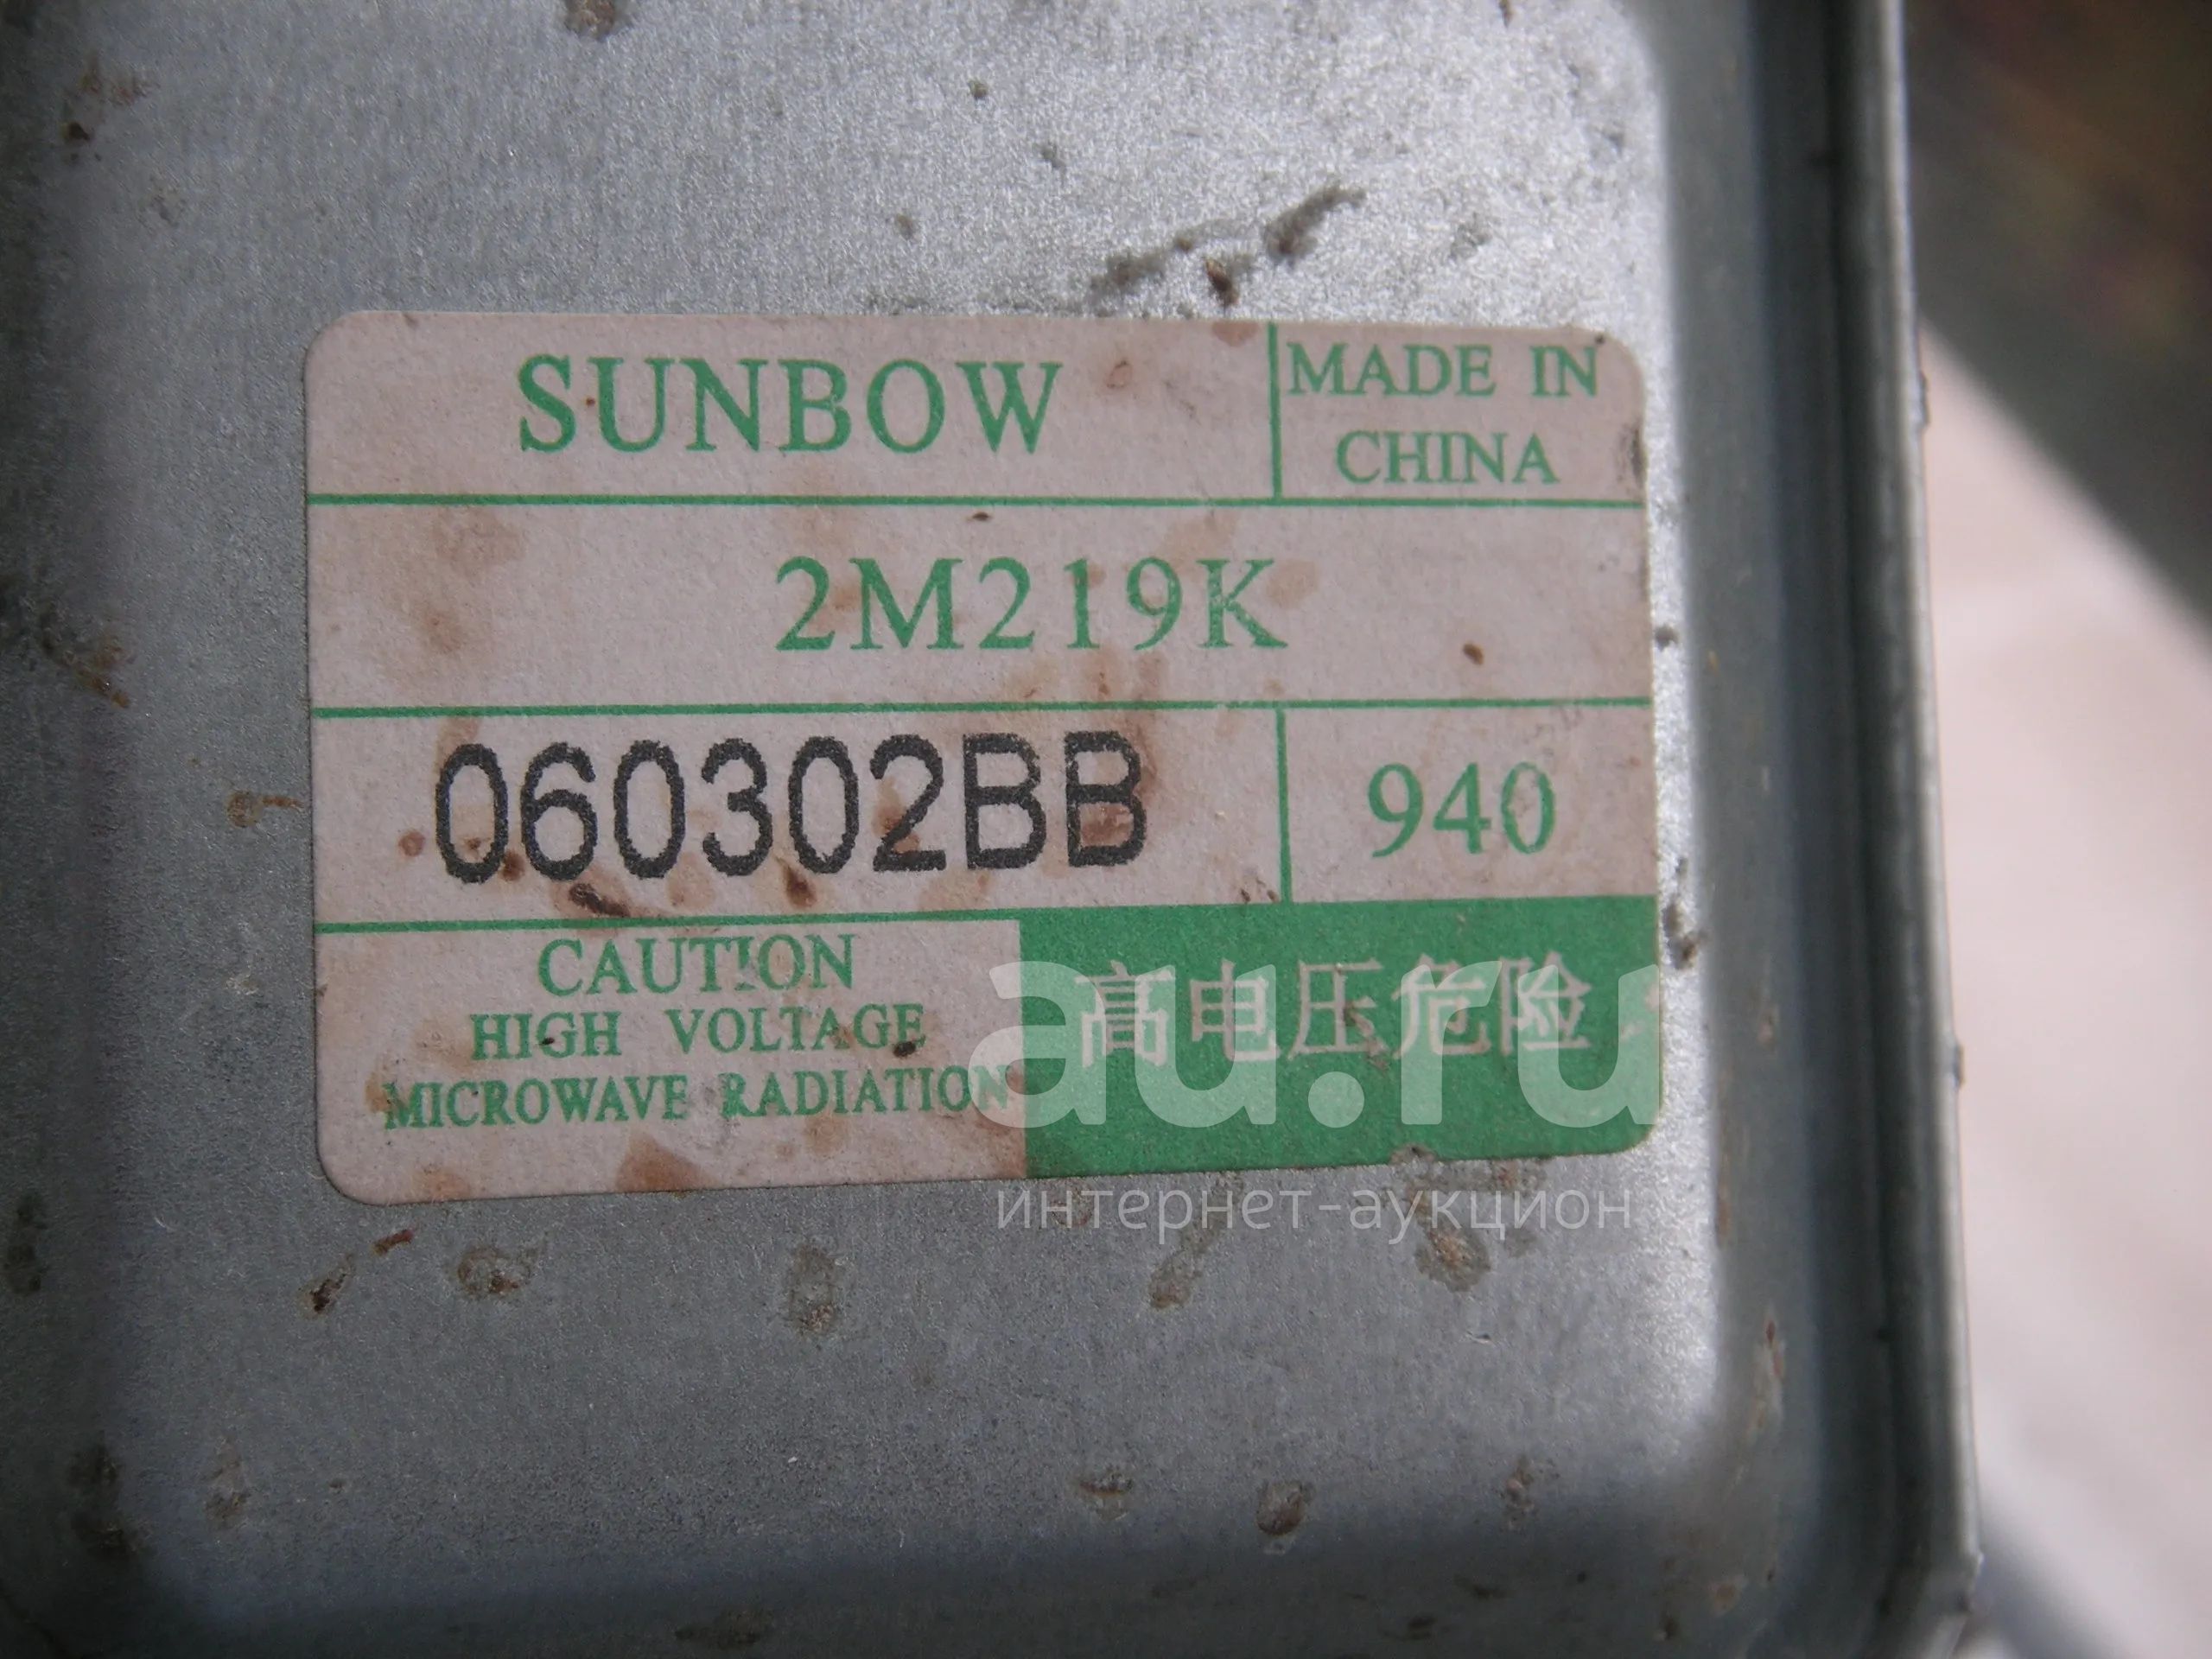 SUNBOW
MADE IN
CHINA
2M219K
060302BB
940
CAUTION
HIGH VOLTAGE
MICROWAVE RADIATION
高电压危险
au.ru
интернет-аукцион